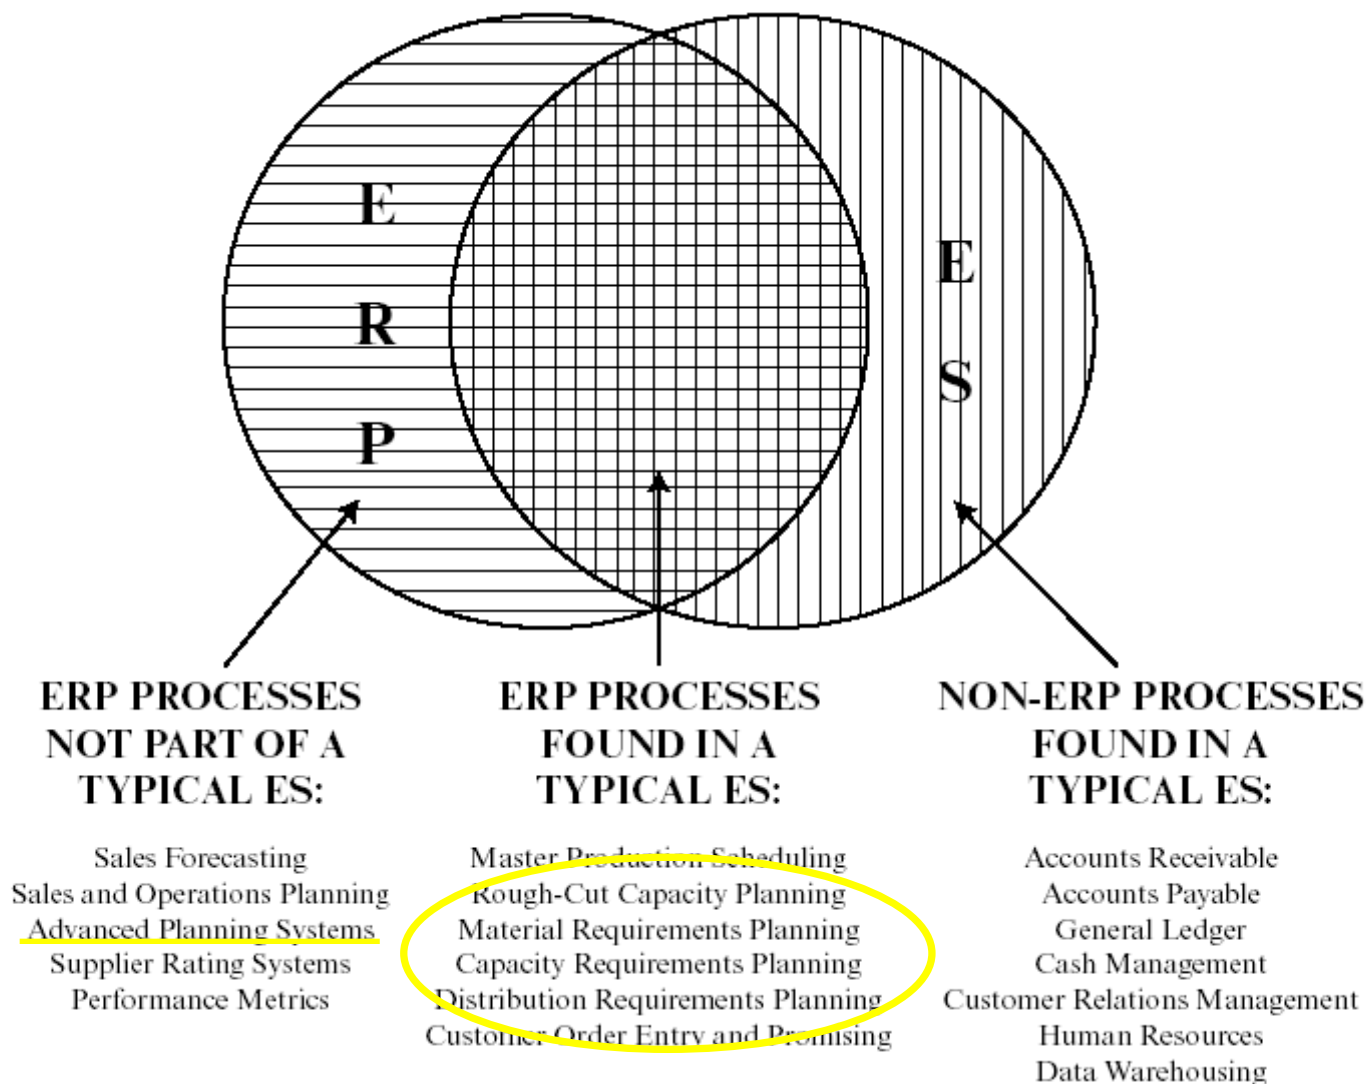 E
R
P
E
S
ERP PROCESSES
NOT PART OF A
TYPICAL ES:
Sales Forecasting
Sales and Operations Planning
Advanced Planning Systems
Supplier Rating Systems
Performance Metrics
ERP PROCESSES
FOUND IN A
TYPICAL ES:
Master Production Scheduling
Rough-Cut Capacity Planning
Material Requirements Planning
Capacity Requirements Planning
Distribution Requirements Planning
Customer Order Entry and Promising
NON-ERP PROCESSES
FOUND IN A
TYPICAL ES:
Accounts Receivable
Accounts Payable
General Ledger
Cash Management
Customer Relations Management
Human Resources
Data Warehousing